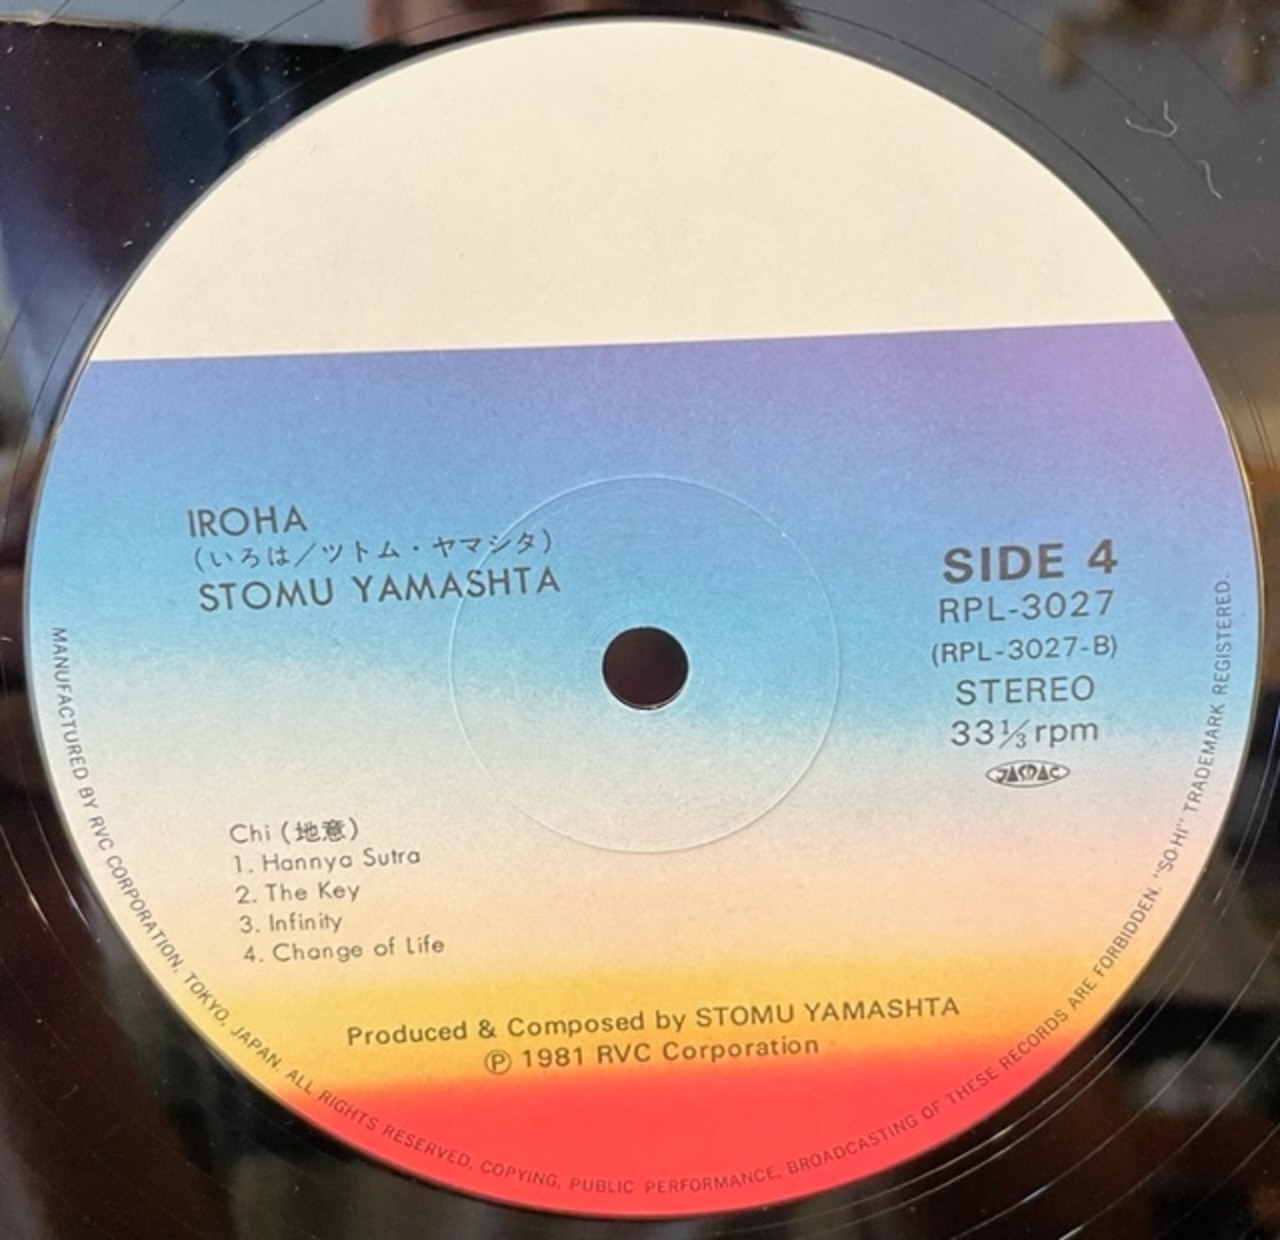 IROHA
(いろは／ツトム・ヤマシタ)
STOMU YAMASHTA
SIDE 4
RPL-3027
(RPL-3027-B)
STEREO
33⅓rpm
JASRAC
Chi (地意)
1. Hannya Sutra
2. The Key
3. Infinity
4. Change of Life
Produced & Composed by STOMU YAMASHTA
Ⓟ 1981 RVC Corporation
MANUFACTURED BY RVC CORPORATION, TOKYO, JAPAN. ALL RIGHTS RESERVED, COPYING, PUBLIC PERFORMANCE, BROADCASTING OF THESE RECORDS ARE FORBIDDEN. "SO-HI" TRADEMARK REGISTERED.